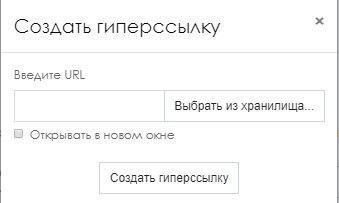 Создать гиперссылку ×
Введите URL
Выбрать из хранилища...
Открывать в новом окне
Создать гиперссылку